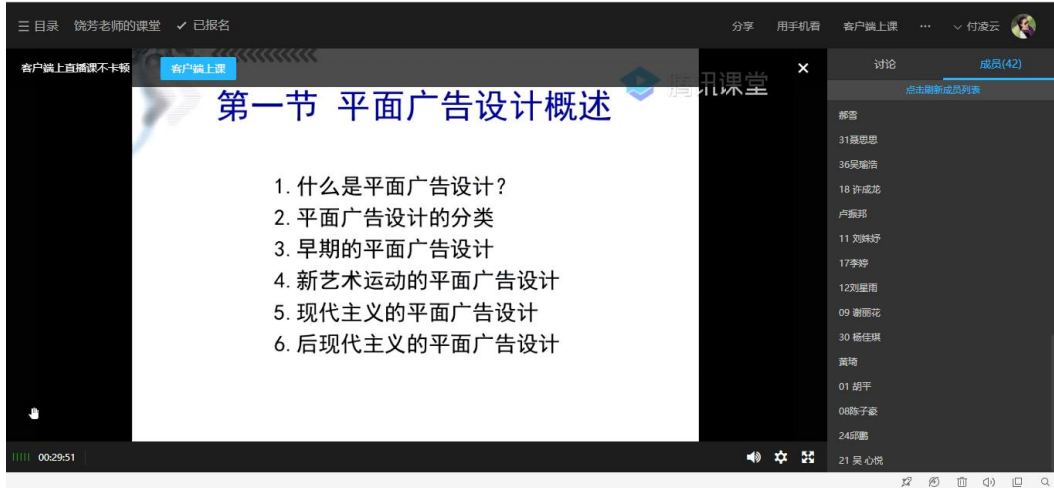 目录 饶芳老师的课堂 已报名 分享 用手机看 客户端上课 ··· 付凌云
客户端上直播课不卡顿 客户端上课
腾讯课堂
第一节 平面广告设计概述
1.什么是平面广告设计?
2.平面广告设计的分类
3.早期的平面广告设计
4.新艺术运动的平面广告设计
5.现代主义的平面广告设计
6.后现代主义的平面广告设计
00:29:51
讨论 成员(42)
点击刷新成员列表
郝雪
31聂思思
36吴瑜浩
18 许成龙
卢振邦
11 刘姝妤
17李婷
12刘星雨
09 谢丽花
30 杨佳琪
黄琦
01 胡平
08陈子豪
24邱鹏
21 吴心悦